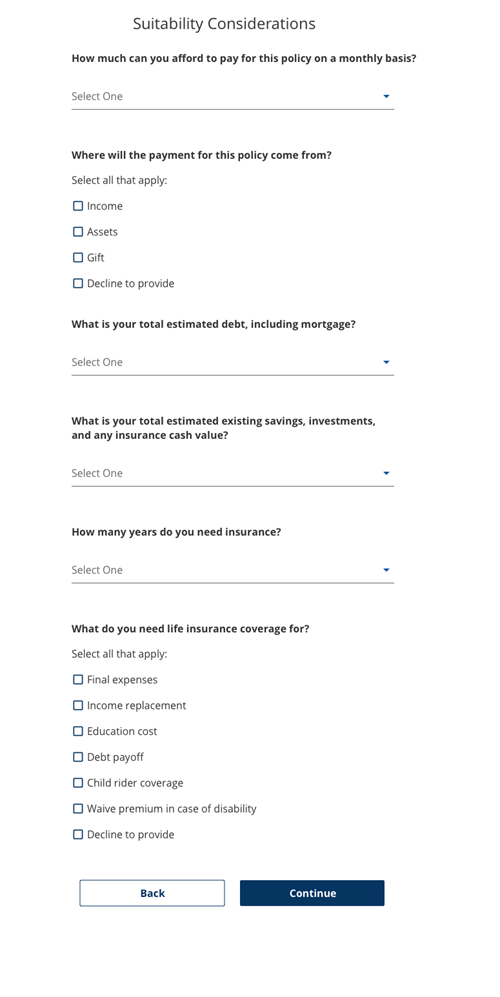 Suitability Considerations
How much can you afford to pay for this policy on a monthly basis?
Select One
Where will the payment for this policy come from?
Select all that apply:
Income
Assets
Gift
Decline to provide
What is your total estimated debt, including mortgage?
Select One
What is your total estimated existing savings, investments,
and any insurance cash value?
Select One
How many years do you need insurance?
Select One
What do you need life insurance coverage for?
Select all that apply:
Final expenses
Income replacement
Education cost
Debt payoff
Child rider coverage
Waive premium in case of disability
Decline to provide
Back Continue